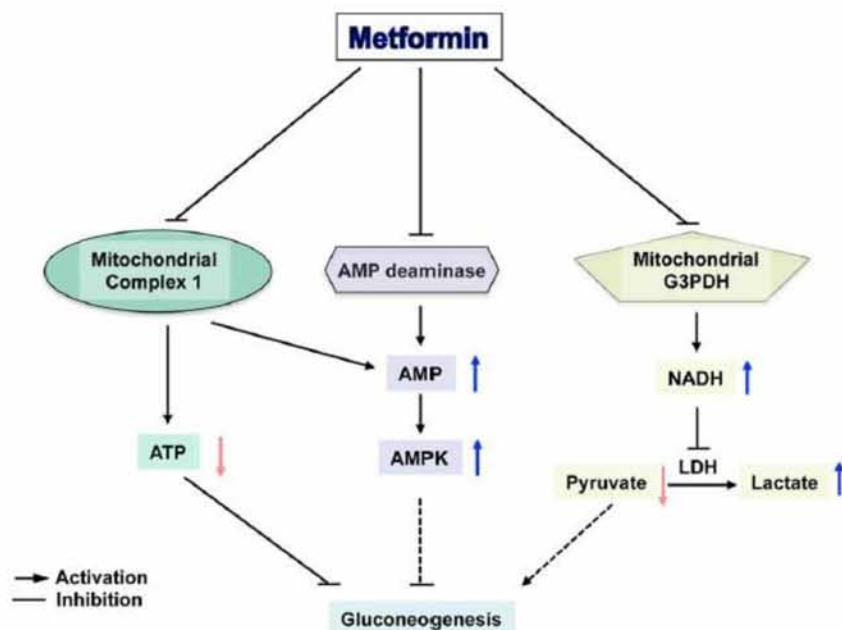 Metformin
Mitochondrial
Complex 1
AMP deaminase
Mitochondrial
G3PDH
AMP
NADH
ATP
AMPK
LDH
Pyruvate
Lactate
Activation
Inhibition
Gluconeogenesis